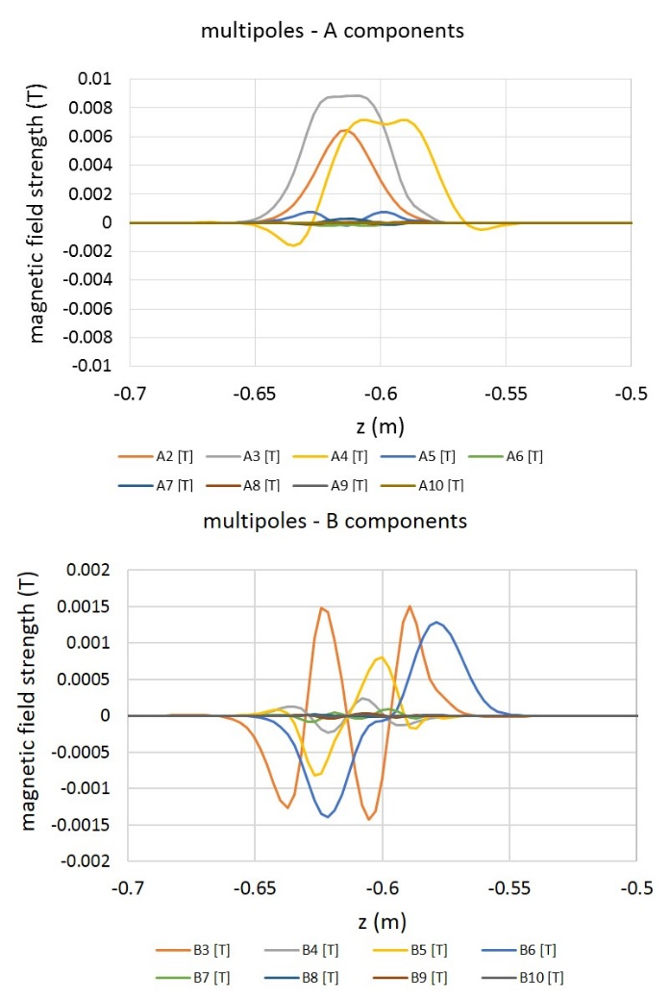 multipoles - A components
magnetic field strength (T)
0.01
0.008
0.006
0.004
0.002
0
-0.002
-0.004
-0.006
-0.008
-0.01
-0.7 -0.65 -0.6 -0.55 -0.5
z (m)
A2 [T] A3 [T] A4 [T] A5 [T] A6 [T]
A7 [T] A8 [T] A9 [T] A10 [T]
multipoles - B components
magnetic field strength (T)
0.002
0.0015
0.001
0.0005
0
-0.0005
-0.001
-0.0015
-0.002
-0.7 -0.65 -0.6 -0.55 -0.5
z (m)
B3 [T] B4 [T] B5 [T] B6 [T]
B7 [T] B8 [T] B9 [T] B10 [T]